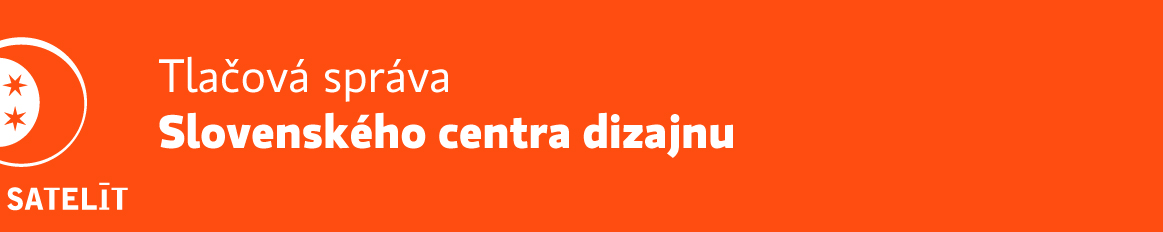 Tlačová správa
Slovenského centra dizajnu
SATELĪT